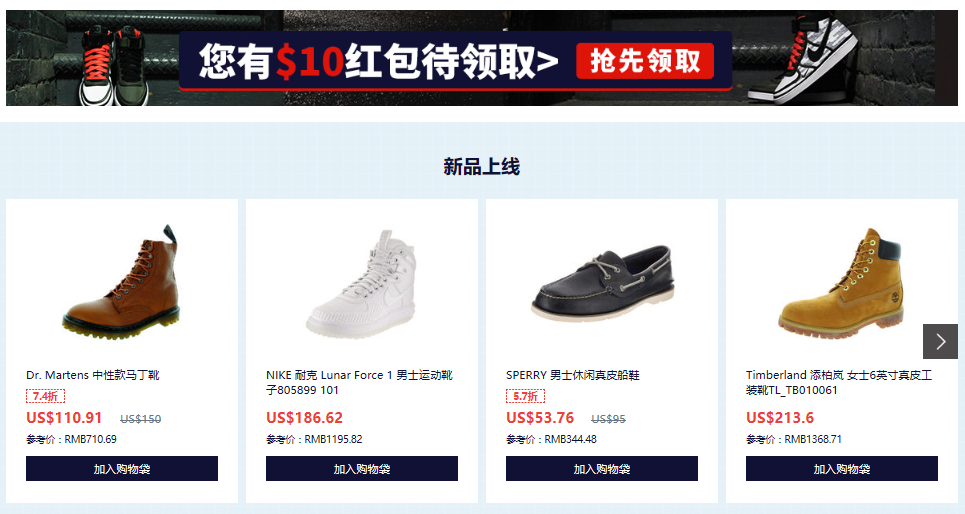 您有$10红包待领取>
抢先领取
新品上线
Dr. Martens 中性款马丁靴
7.4折
US$110.91 US$150
参考价：RMB710.69
加入购物袋
NIKE 耐克 Lunar Force 1 男士运动靴
子805899 101
US$186.62
参考价：RMB1195.82
加入购物袋
SPERRY 男士休闲真皮船鞋
5.7折
US$53.76 US$95
参考价：RMB344.48
加入购物袋
Timberland 添柏岚 女士6英寸真皮工
装靴TL_TB010061
US$213.6
参考价：RMB1368.71
加入购物袋